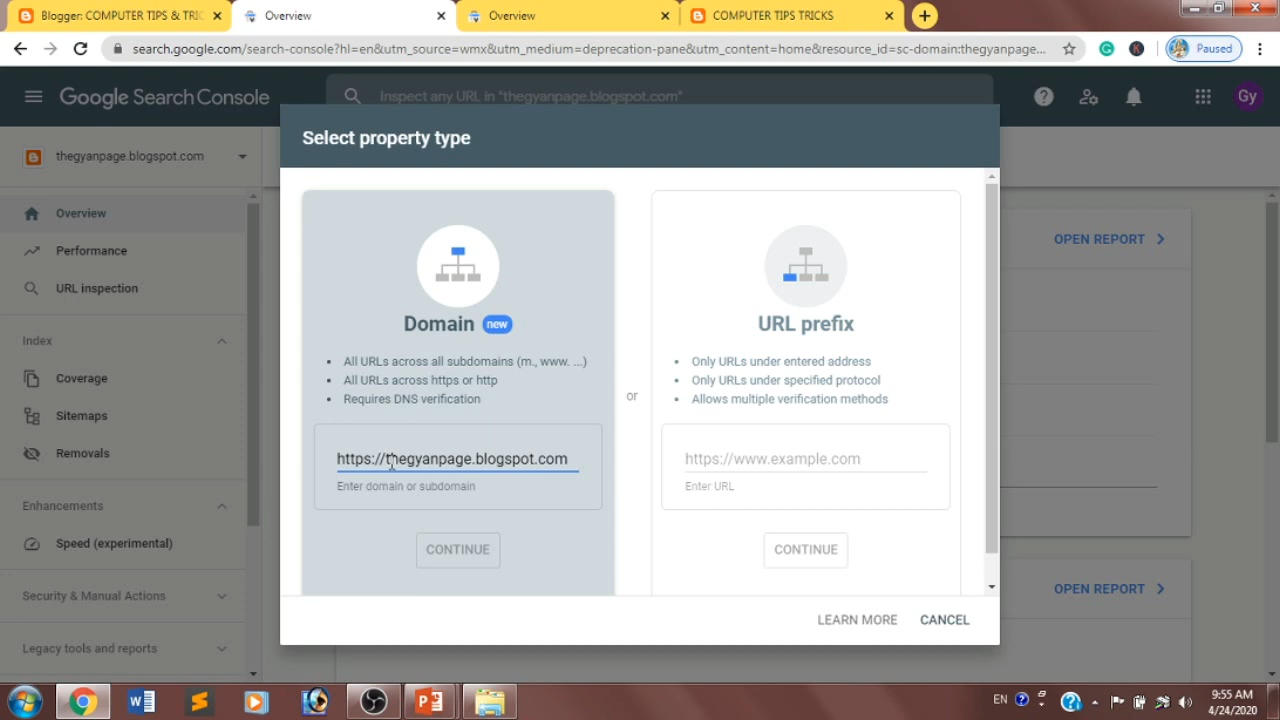 Blogger: COMPUTER TIPS & TRIC
Overview
Overview
COMPUTER TIPS TRICKS
search.google.com/search-console?hl=en&utm_source=wmx&utm_medium=deprecation-pane&utm_content=home&resource_id=sc-domain:thegyanpage...
Paused
Google Search Console
Inspect any URL in "thegyanpage.blogspot.com"
Gy
thegyanpage.blogspot.com
Overview
Performance
URL inspection
Index
Coverage
Sitemaps
Removals
Enhancements
Speed (experimental)
Security & Manual Actions
Legacy tools and reports
Select property type
Domain new
All URLs across all subdomains (m., www. ...)
All URLs across https or http
Requires DNS verification
https://thegyanpage.blogspot.com
Enter domain or subdomain
CONTINUE
or
URL prefix
Only URLs under entered address
Only URLs under specified protocol
Allows multiple verification methods
https://www.example.com
Enter URL
CONTINUE
LEARN MORE
CANCEL
OPEN REPORT
OPEN REPORT
EN
9:55 AM
4/24/2020